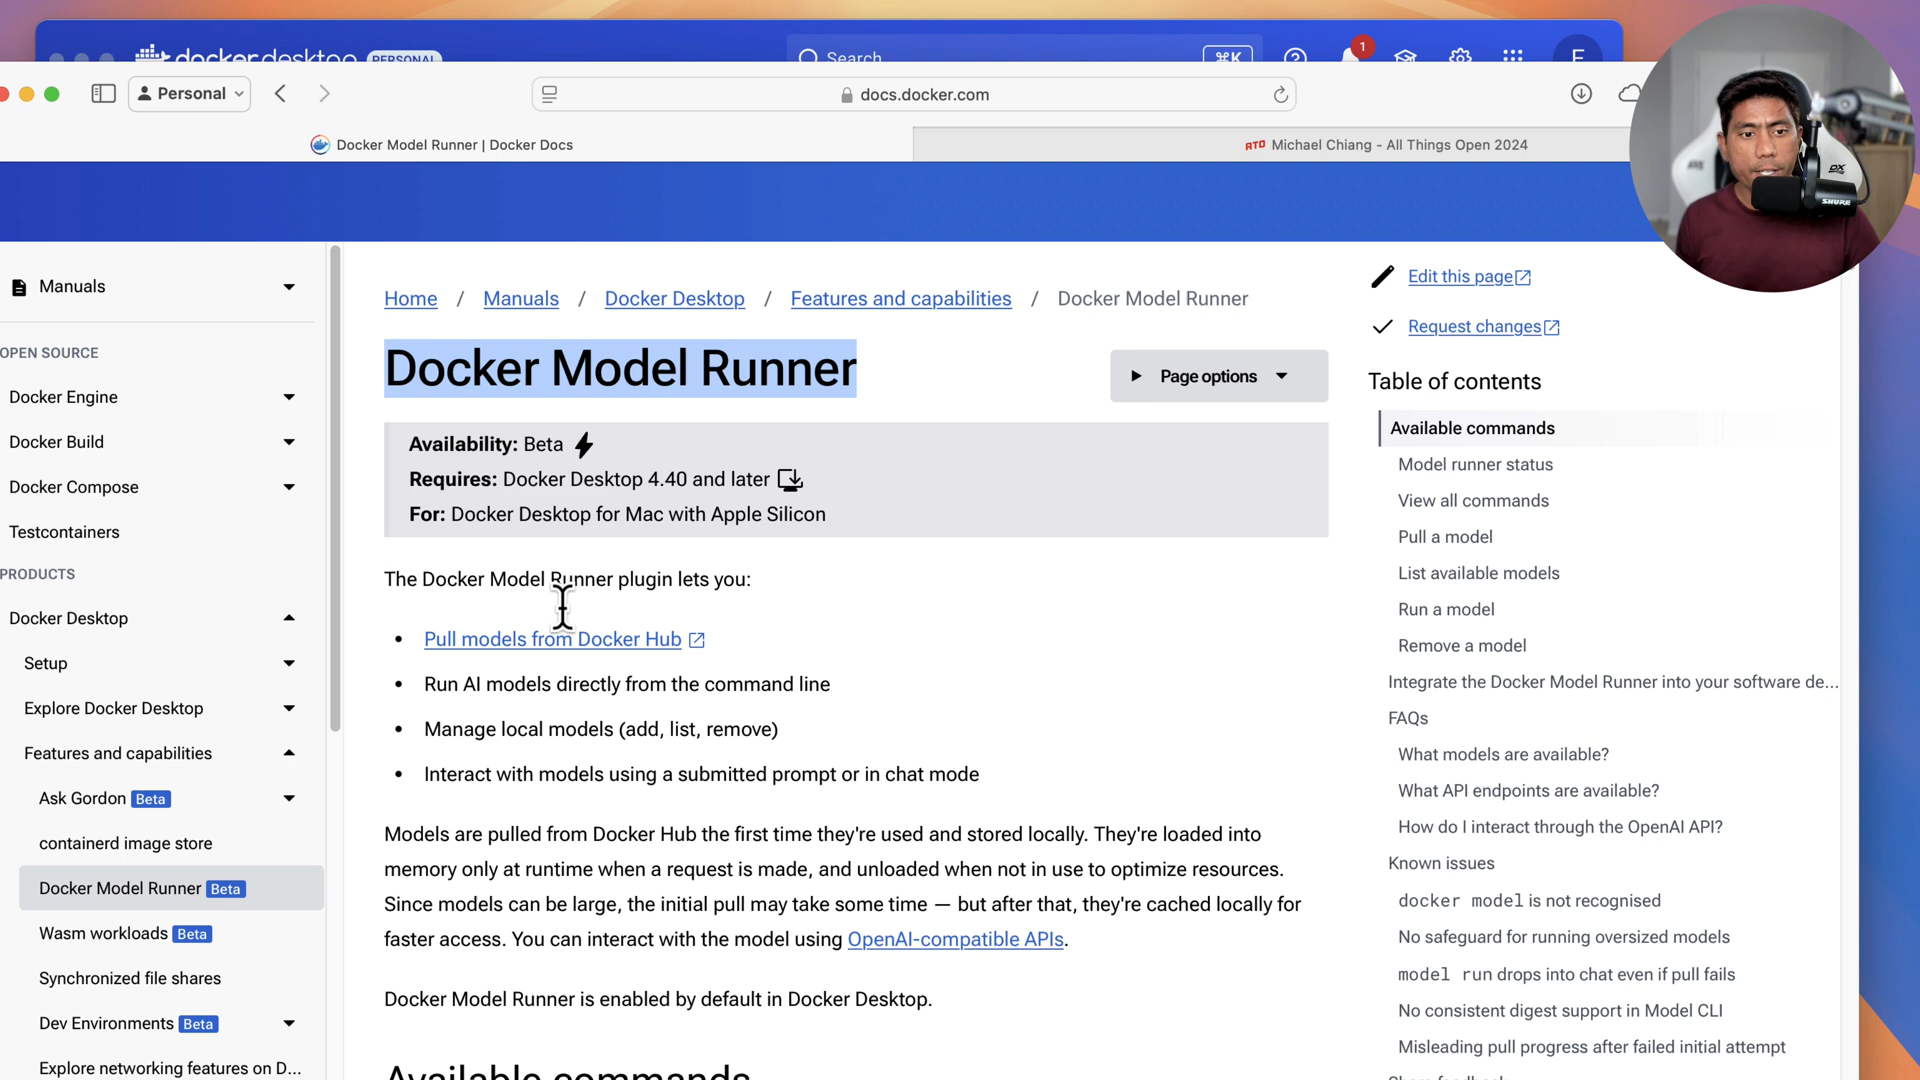 docker desktop PERSONAL
Search
⌘K
1
E
Personal
docs.docker.com
Docker Model Runner | Docker Docs
ATO Michael Chiang - All Things Open 2024
Manuals
OPEN SOURCE
Docker Engine
Docker Build
Docker Compose
Testcontainers
PRODUCTS
Docker Desktop
Setup
Explore Docker Desktop
Features and capabilities
Ask Gordon Beta
containerd image store
Docker Model Runner Beta
Wasm workloads Beta
Synchronized file shares
Dev Environments Beta
Explore networking features on D...
Home / Manuals / Docker Desktop / Features and capabilities / Docker Model Runner
Docker Model Runner
Page options
Availability: Beta
Requires: Docker Desktop 4.40 and later
For: Docker Desktop for Mac with Apple Silicon
The Docker Model Runner plugin lets you:
• Pull models from Docker Hub
• Run AI models directly from the command line
• Manage local models (add, list, remove)
• Interact with models using a submitted prompt or in chat mode
Models are pulled from Docker Hub the first time they're used and stored locally. They're loaded into
memory only at runtime when a request is made, and unloaded when not in use to optimize resources.
Since models can be large, the initial pull may take some time — but after that, they're cached locally for
faster access. You can interact with the model using OpenAI-compatible APIs.
Docker Model Runner is enabled by default in Docker Desktop.
Available commands
Edit this page
Request changes
Table of contents
Available commands
Model runner status
View all commands
Pull a model
List available models
Run a model
Remove a model
Integrate the Docker Model Runner into your software de...
FAQs
What models are available?
What API endpoints are available?
How do I interact through the OpenAI API?
Known issues
docker model is not recognised
No safeguard for running oversized models
model run drops into chat even if pull fails
No consistent digest support in Model CLI
Misleading pull progress after failed initial attempt
Share feedback
SHURE
DX